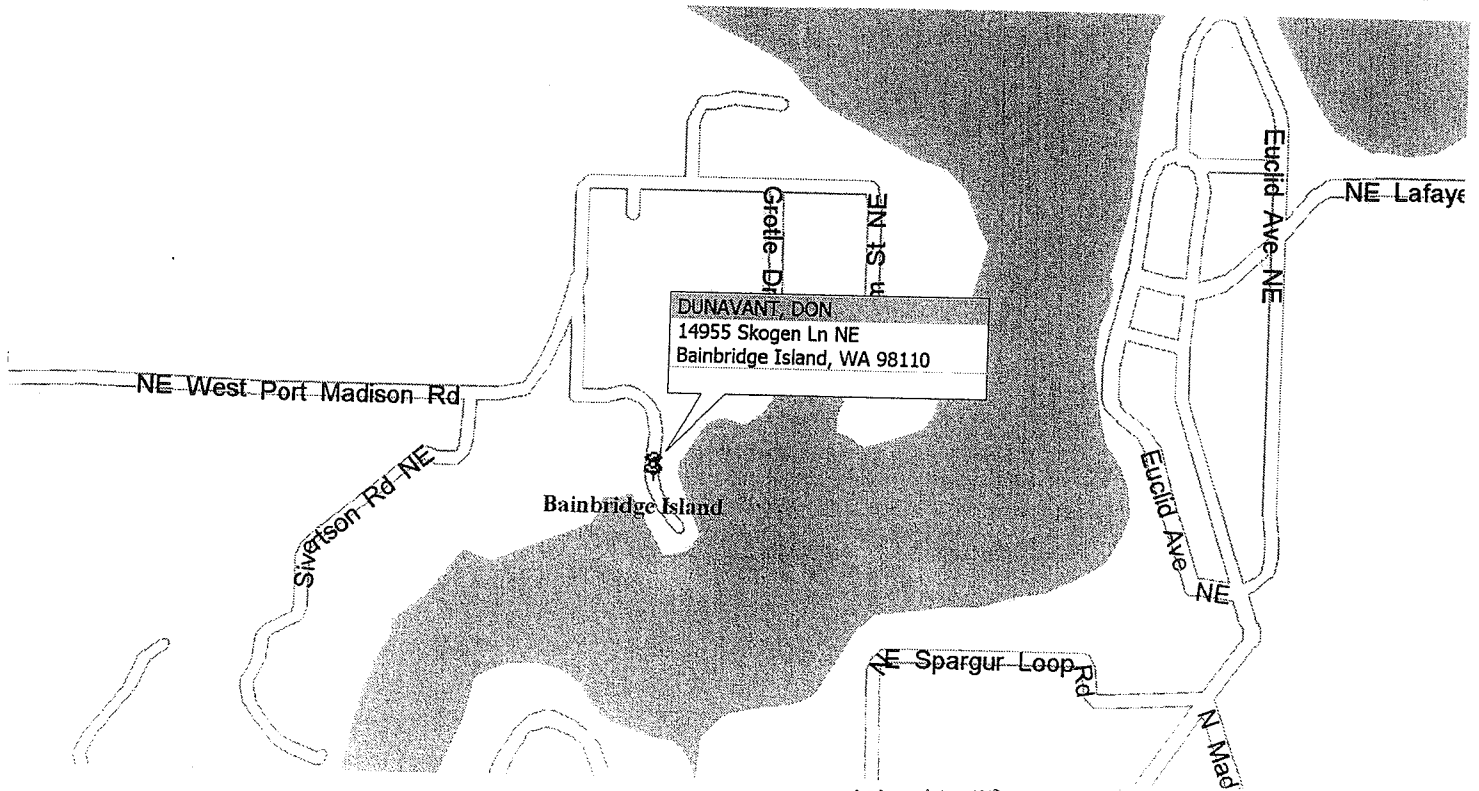 Euclid Ave NE
NE Lafaye
Grotle Dr
St NE
DUNAVANT, DON
14955 Skogen Ln NE
Bainbridge Island, WA 98110
NE West Port Madison Rd
Sivertson Rd NE
Bainbridge Island
Euclid Ave NE
NE Spargur Loop Rd
N Mad